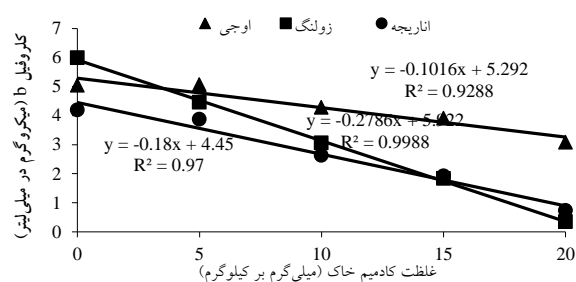 اوجی
زولنگ
اناریجه
کلروفیل b (میکروگرم در میلی‌لیتر)
7
6
5
4
3
2
1
0
y = -0.1016x + 5.292
R² = 0.9288
y = -0.2786x + 5.922
R² = 0.9988
y = -0.18x + 4.45
R² = 0.97
0 5 10 15 20
غلظت کادمیم خاک (میلی‌گرم بر کیلوگرم)